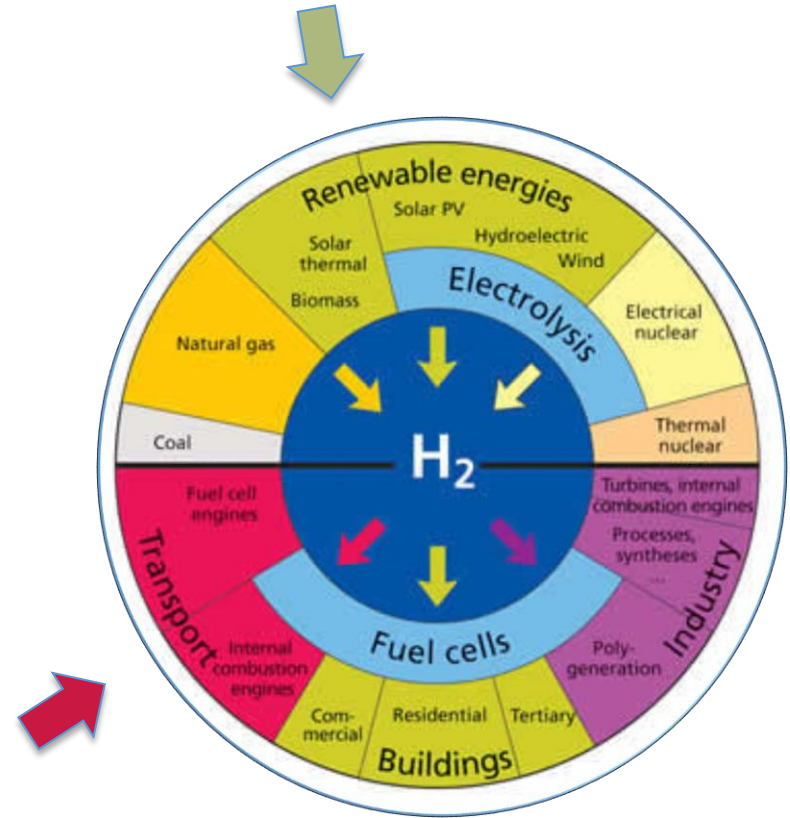 Renewable energies
Solar PV
Hydroelectric
Wind
Solar
thermal
Biomass
Electrolysis
Electrical
nuclear
Natural gas
Thermal
nuclear
Coal
H2
Fuel cell
engines
Turbines, internal
combustion engines
Processes,
syntheses
...
Transport
Industry
Fuel cells
Internal
combustion
engines
Poly-
generation
Com-
mercial
Residential
Tertiary
Buildings